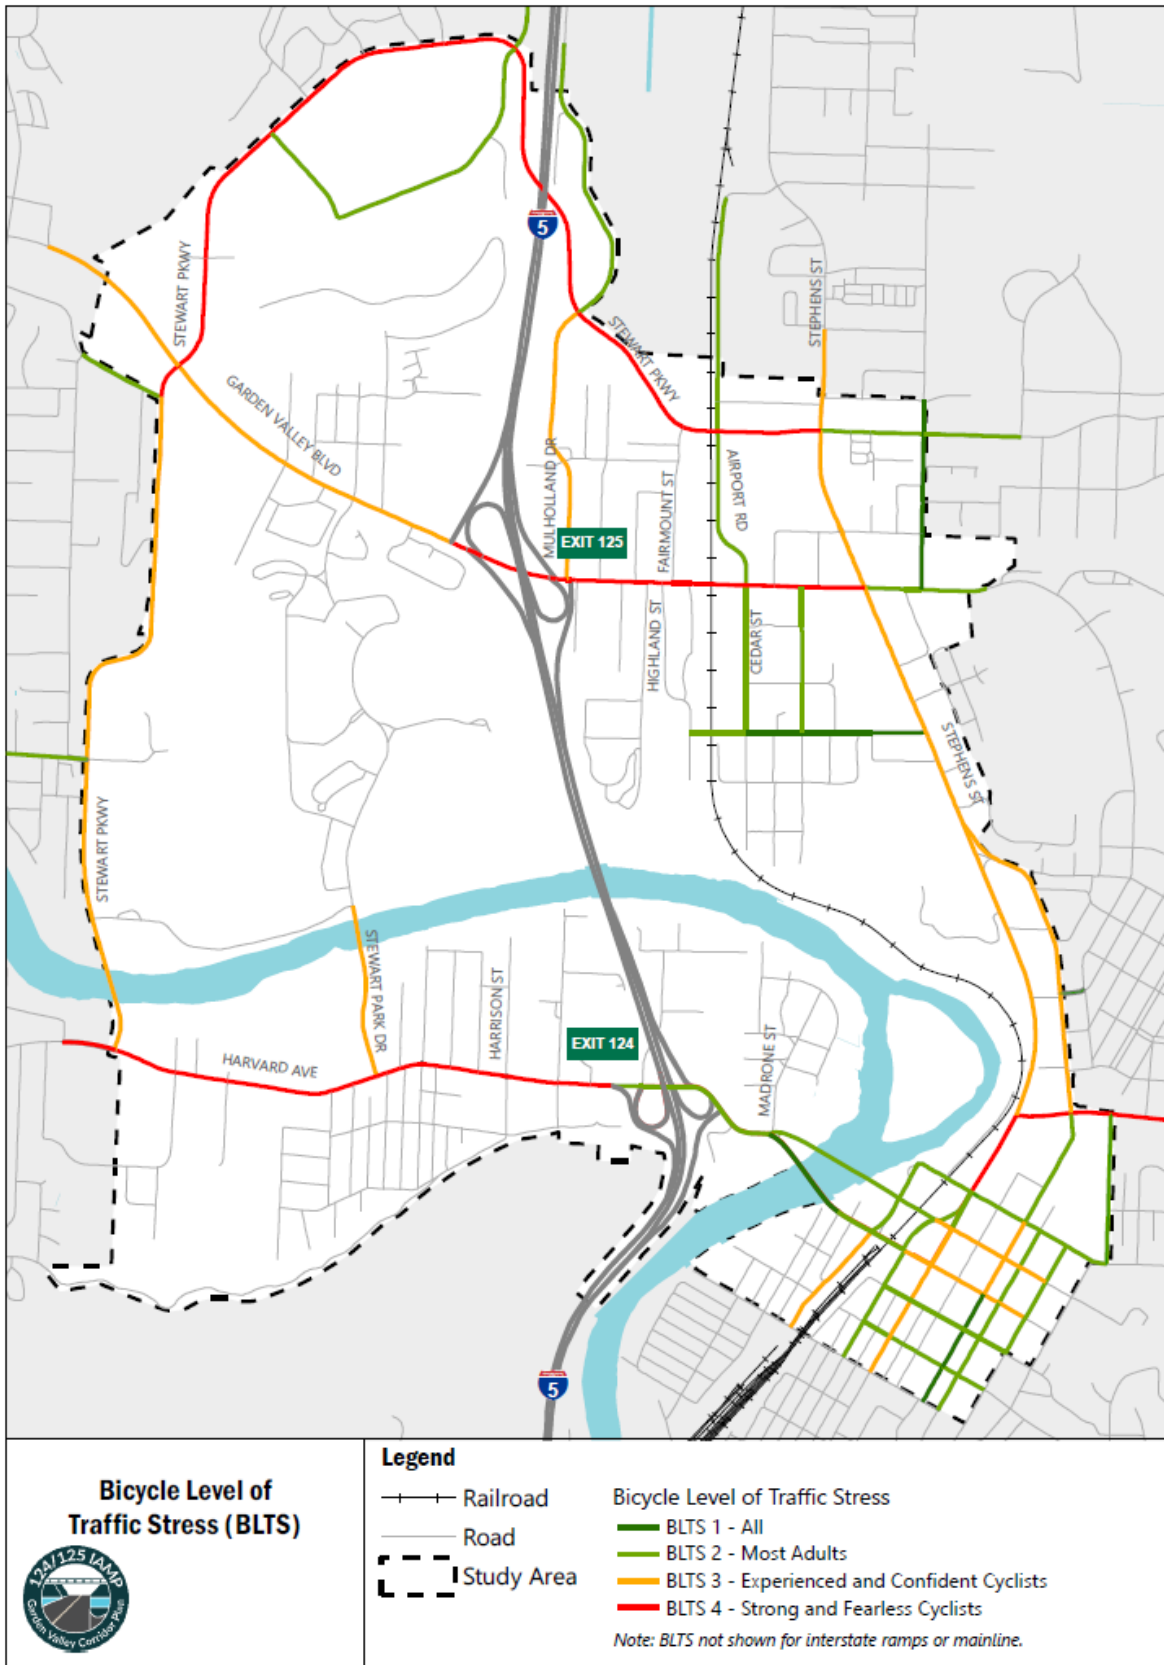 5
STEWART PKWY
STEPHENS ST
STEWART PKWY
GARDEN VALLEY BLVD
MULHOLLAND DR
FAIRMOUNT ST
AIRPORT RD
EXIT 125
HIGHLAND ST
CEDAR ST
STEPHENS ST
STEWART PKWY
STEWART PARK DR
HARRISON ST
EXIT 124
MADRONE ST
HARVARD AVE
5
Bicycle Level of
Traffic Stress (BLTS)
124/125 IAMP
Garden Valley Corridor Plan
Legend
Railroad
Road
Study Area
Bicycle Level of Traffic Stress
BLTS 1 - All
BLTS 2 - Most Adults
BLTS 3 - Experienced and Confident Cyclists
BLTS 4 - Strong and Fearless Cyclists
Note: BLTS not shown for interstate ramps or mainline.